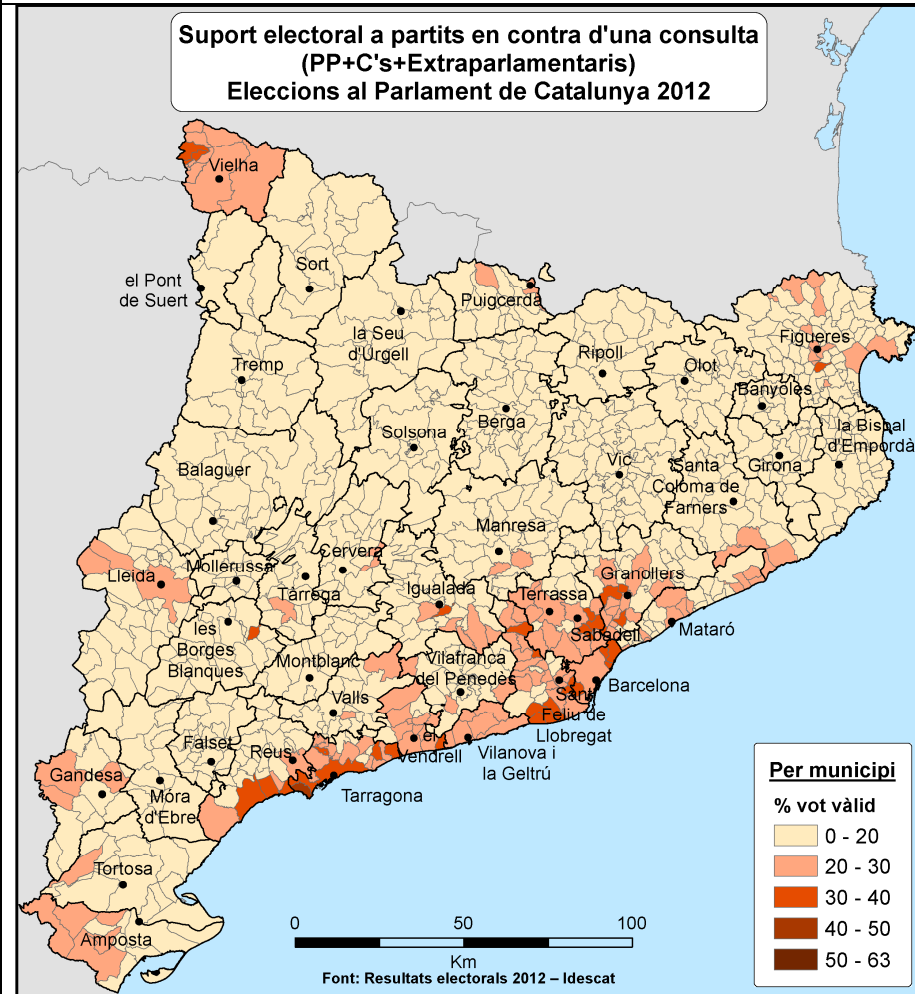 Suport electoral a partits en contra d'una consulta
(PP+C's+Extraparlamentaris)
Eleccions al Parlament de Catalunya 2012
Vielha
el Pont
de Suert
Sort
Puigcerdà
la Seu
d'Urgell
Tremp
Ripoll
Olot
Figueres
Banyoles
la Bisbal
d'Empordà
Girona
Berga
Solsona
Vic
Santa
Coloma de
Farners
Balaguer
Manresa
Cervera
Mollerussa
Lleida
Tàrrega
Igualada
Terrassa
Granollers
Sabadell
Mataró
les
Borges
Blanques
Montblanc
Vilafranca
del Penedès
Barcelona
Sant
Feliu de
Llobregat
Valls
el
Vendrell
Vilanova i
la Geltrú
Falset
Reus
Tarragona
Gandesa
Móra
d'Ebre
Tortosa
Amposta
Per municipi
% vot vàlid
0 - 20
20 - 30
30 - 40
40 - 50
50 - 63
0 50 100
Km
Font: Resultats electorals 2012 – Idescat